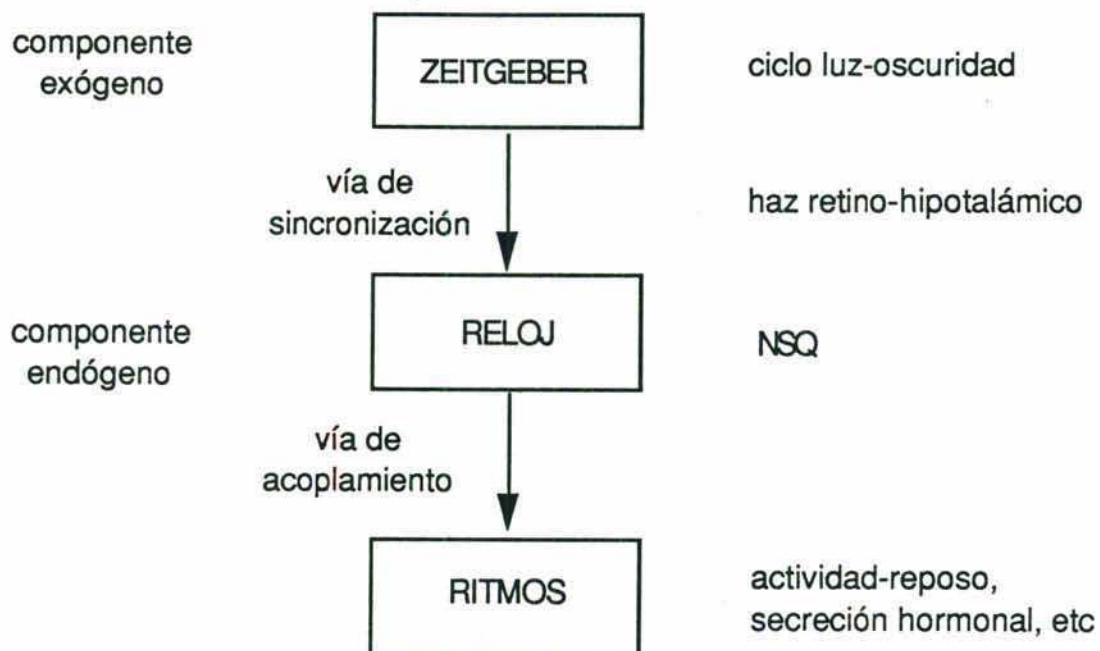 componente
exógeno
ZEITGEBER
ciclo luz-oscuridad
vía de
sincronización
haz retino-hipotalámico
componente
endógeno
RELOJ
NSQ
vía de
acoplamiento
RITMOS
actividad-reposo,
secreción hormonal, etc